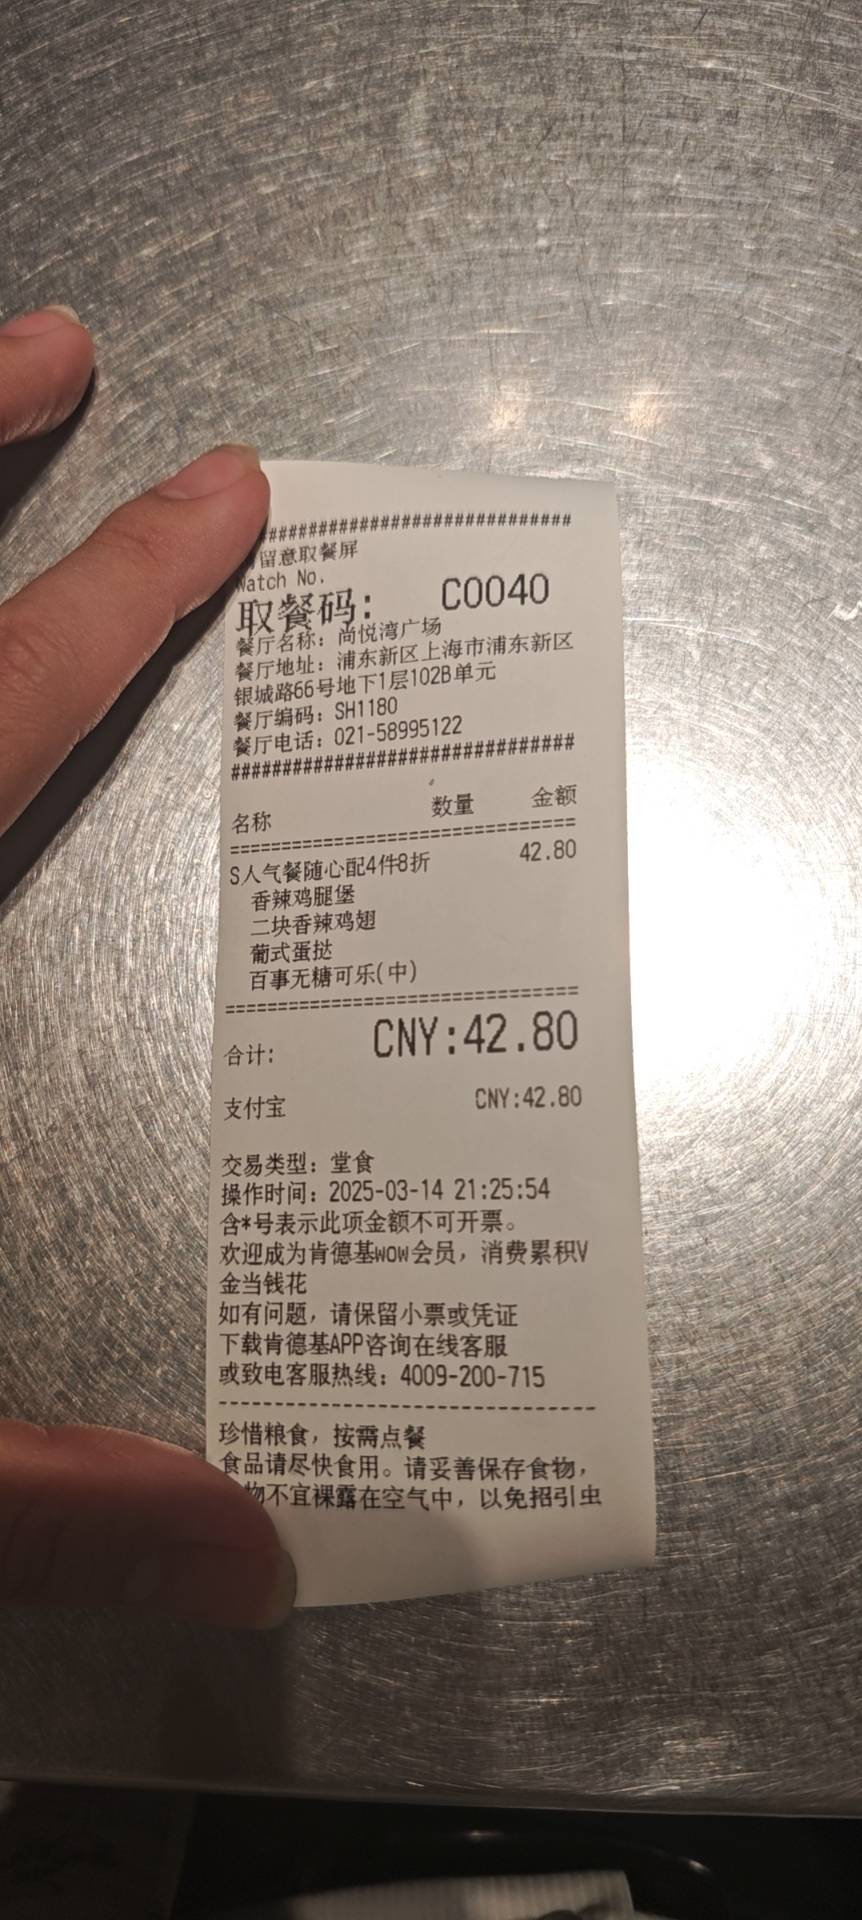 ##############################
留意取餐屏
Watch No.
取餐码： C0040
餐厅名称：尚悦湾广场
餐厅地址：浦东新区上海市浦东新区
银城路66号地下1层102B单元
餐厅编码：SH1180
餐厅电话：021-58995122
################################
名称 数量 金额
================================
S人气餐随心配4件8折 42.80
香辣鸡腿堡
二块香辣鸡翅
葡式蛋挞
百事无糖可乐(中)
================================
合计: CNY:42.80
支付宝 CNY:42.80
交易类型：堂食
操作时间：2025-03-14 21:25:54
含*号表示此项金额不可开票。
欢迎成为肯德基wow会员，消费累积V
金当钱花
如有问题，请保留小票或凭证
下载肯德基APP咨询在线客服
或致电客服热线：4009-200-715
--------------------------------
珍惜粮食，按需点餐
食品请尽快食用。请妥善保存食物，
物不宜裸露在空气中，以免招引虫